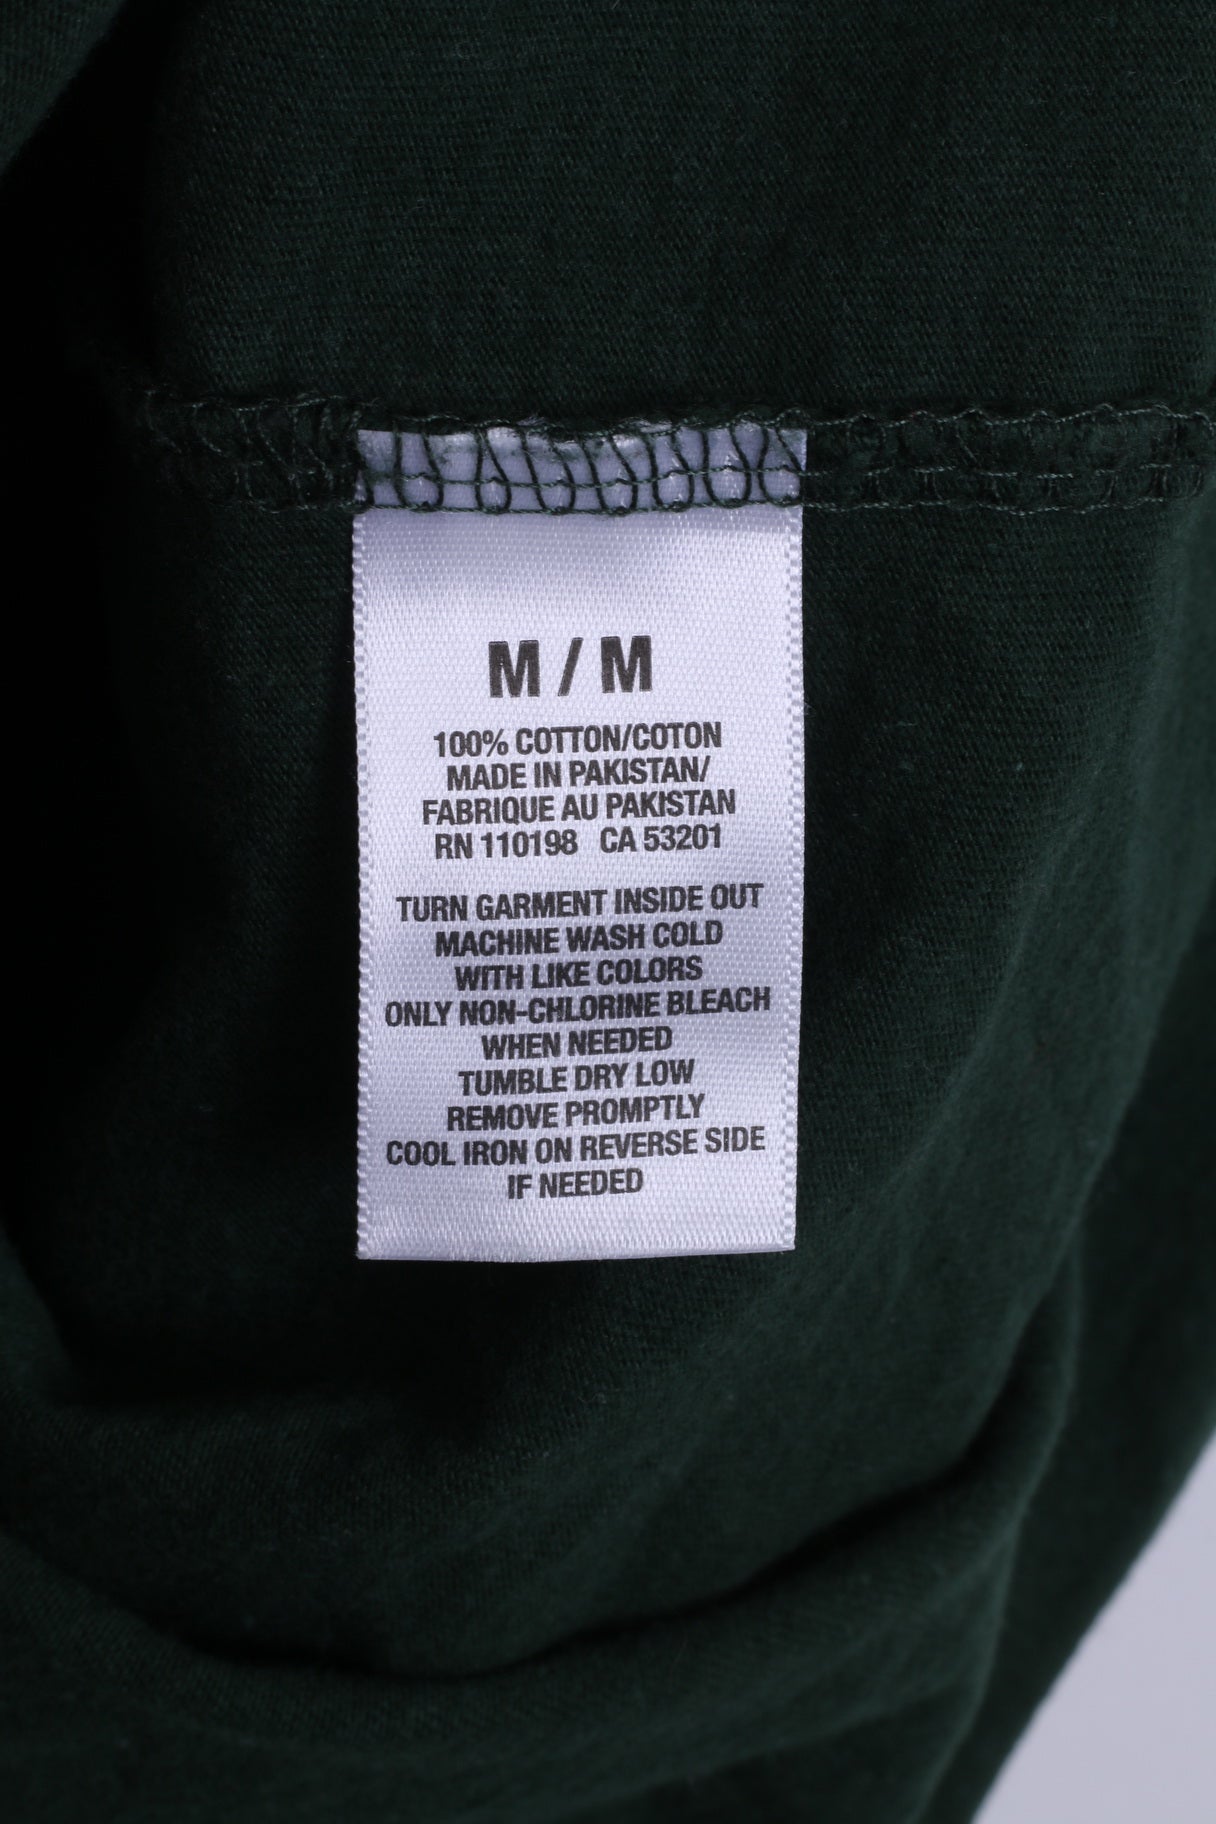 M / M
100% COTTON/COTON
MADE IN PAKISTAN/
FABRIQUE AU PAKISTAN
RN 110198 CA 53201
TURN GARMENT INSIDE OUT
MACHINE WASH COLD
WITH LIKE COLORS
ONLY NON-CHLORINE BLEACH
WHEN NEEDED
TUMBLE DRY LOW
REMOVE PROMPTLY
COOL IRON ON REVERSE SIDE
IF NEEDED